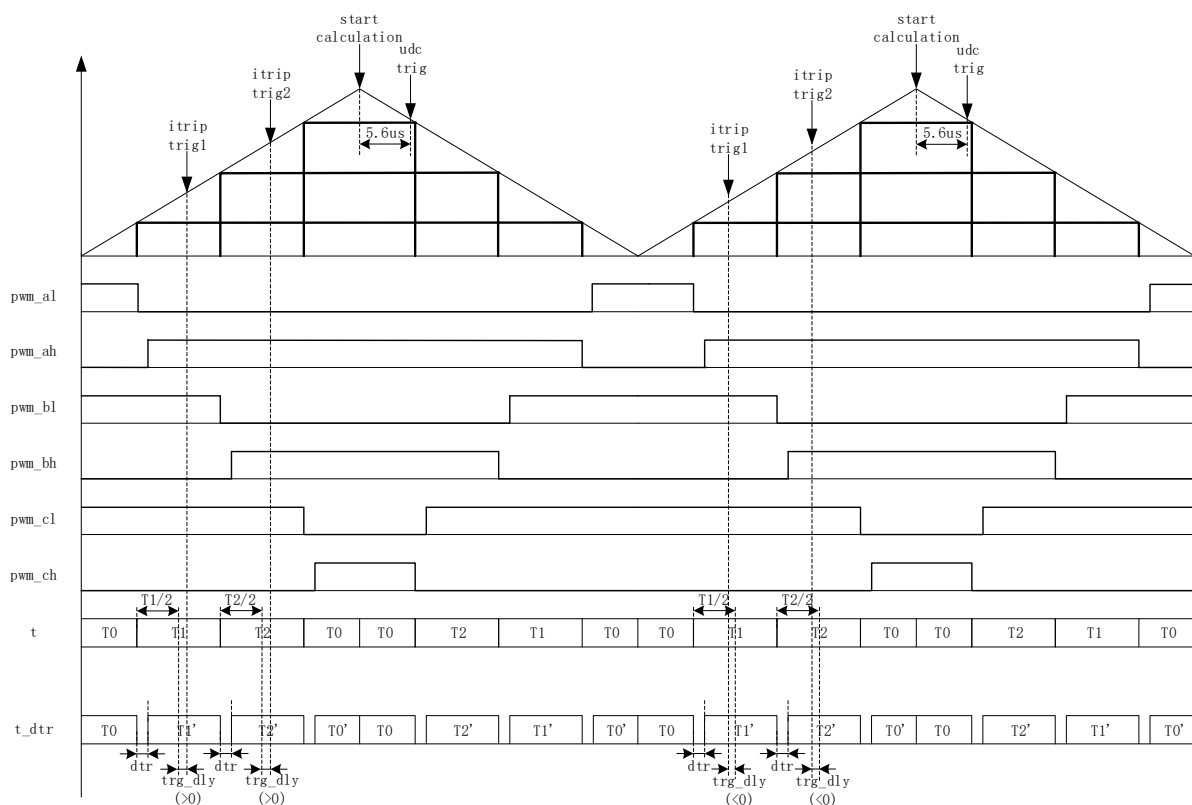 start
calculation
udc
trig
itrip
trig2
5.6us
itrip
trig1
start
calculation
udc
trig
itrip
trig2
5.6us
itrip
trig1
pwm_al
pwm_ah
pwm_bl
pwm_bh
pwm_cl
pwm_ch
T1/2 T2/2 T1/2 T2/2
t T0 T1 T2 T0 T0 T2 T1 T0 T0 T1 T2 T0 T0 T2 T1 T0
t_dtr T0 T1' T2' T0' T0 T2' T1' T0' T0 T1' T2' T0' T0 T2' T1' T0'
dtr dtr dtr dtr
trg_dly trg_dly trg_dly trg_dly
(>0) (>0) (<0) (<0)